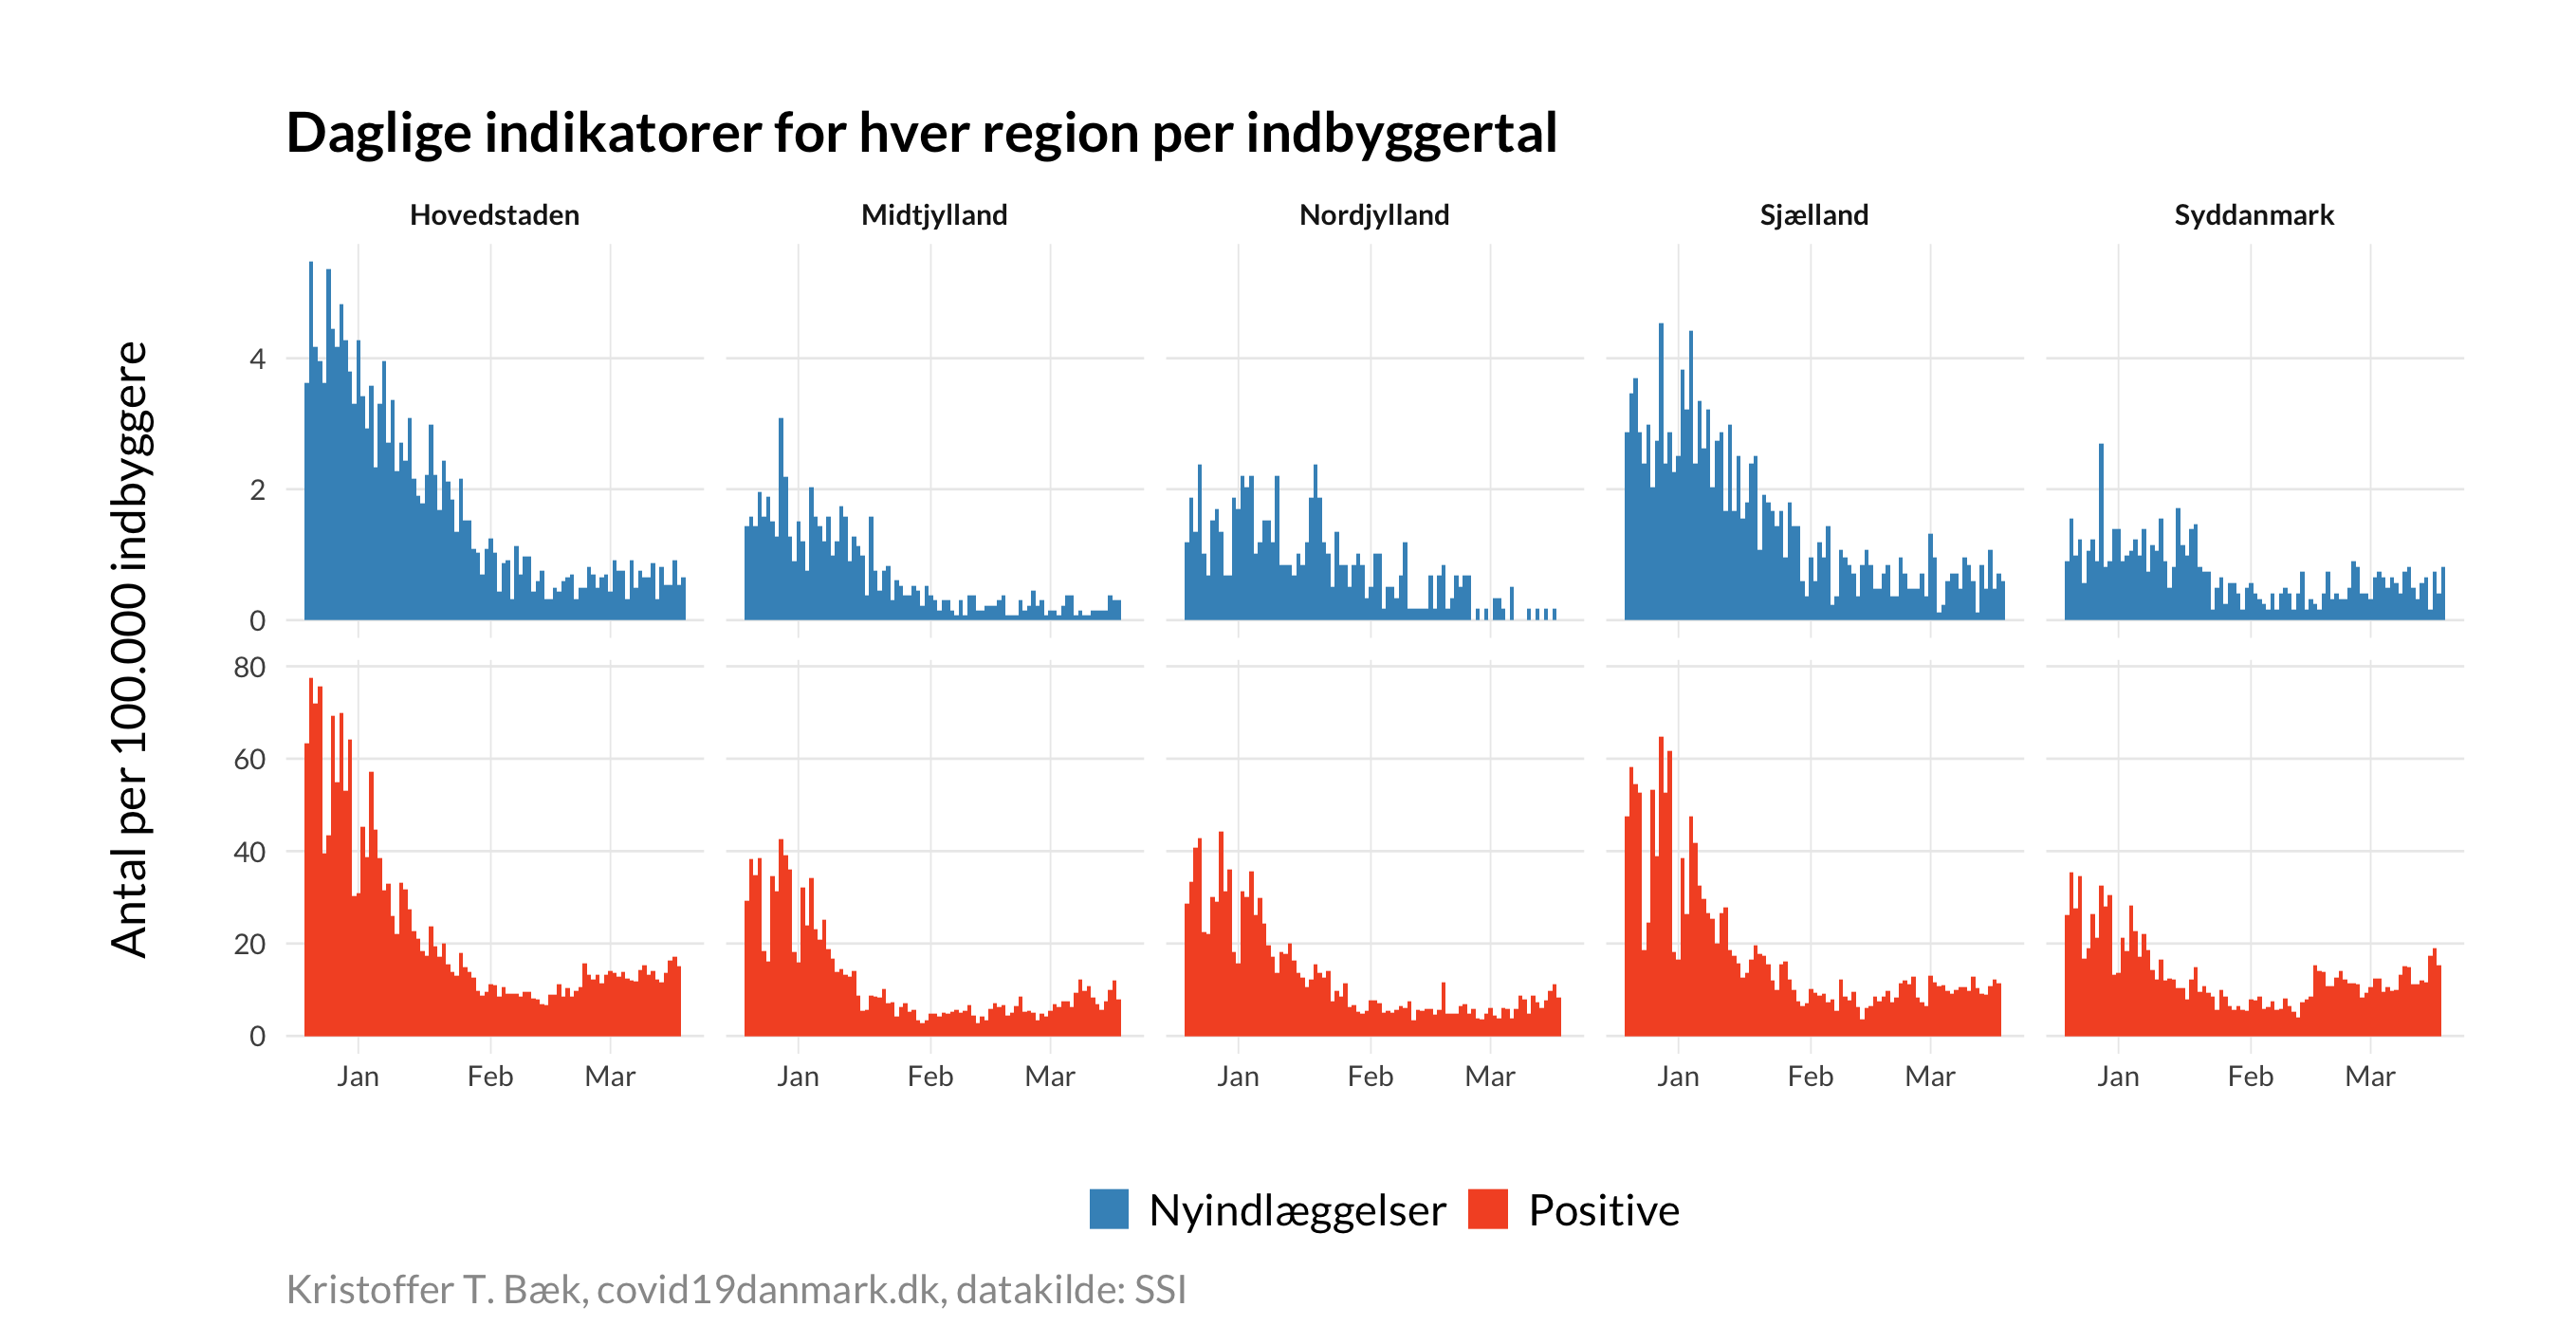 Daglige indikatorer for hver region per indbyggertal
Hovedstaden Midtjylland Nordjylland Sjælland Syddanmark
Antal per 100.000 indbyggere
4
2
0
80
60
40
20
0
Jan Feb Mar Jan Feb Mar Jan Feb Mar Jan Feb Mar Jan Feb Mar
Nyindlæggelser Positive
Kristoffer T. Bæk, covid19danmark.dk, datakilde: SSI